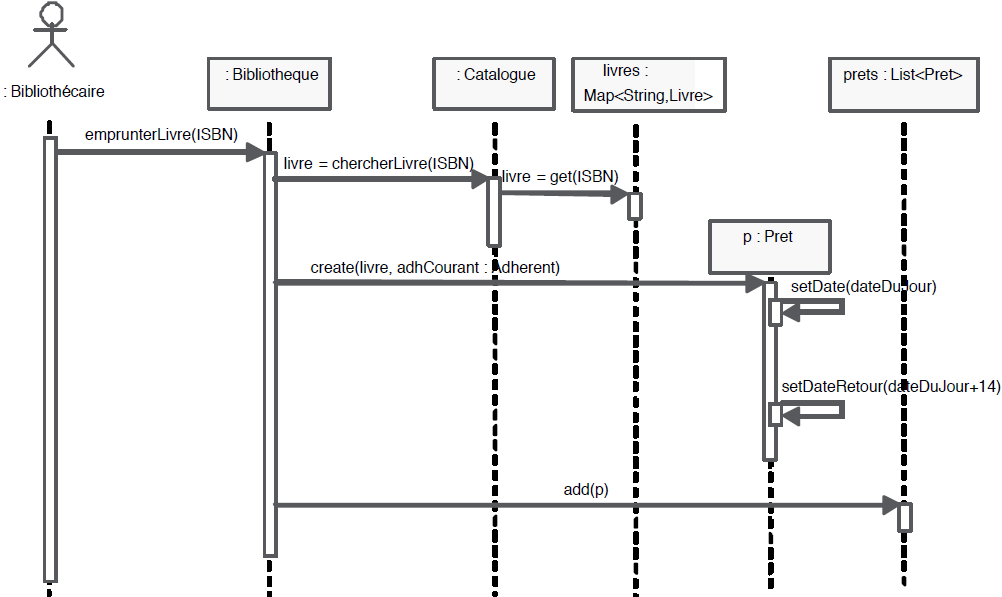 : Bibliothécaire
: Bibliotheque
: Catalogue
livres :
Map<String,Livre>
prets : List<Pret>
emprunterLivre(ISBN)
livre = chercherLivre(ISBN)
livre = get(ISBN)
p : Pret
create(livre, adhCourant : Adherent)
setDate(dateDuJour)
setDateRetour(dateDuJour+14)
add(p)